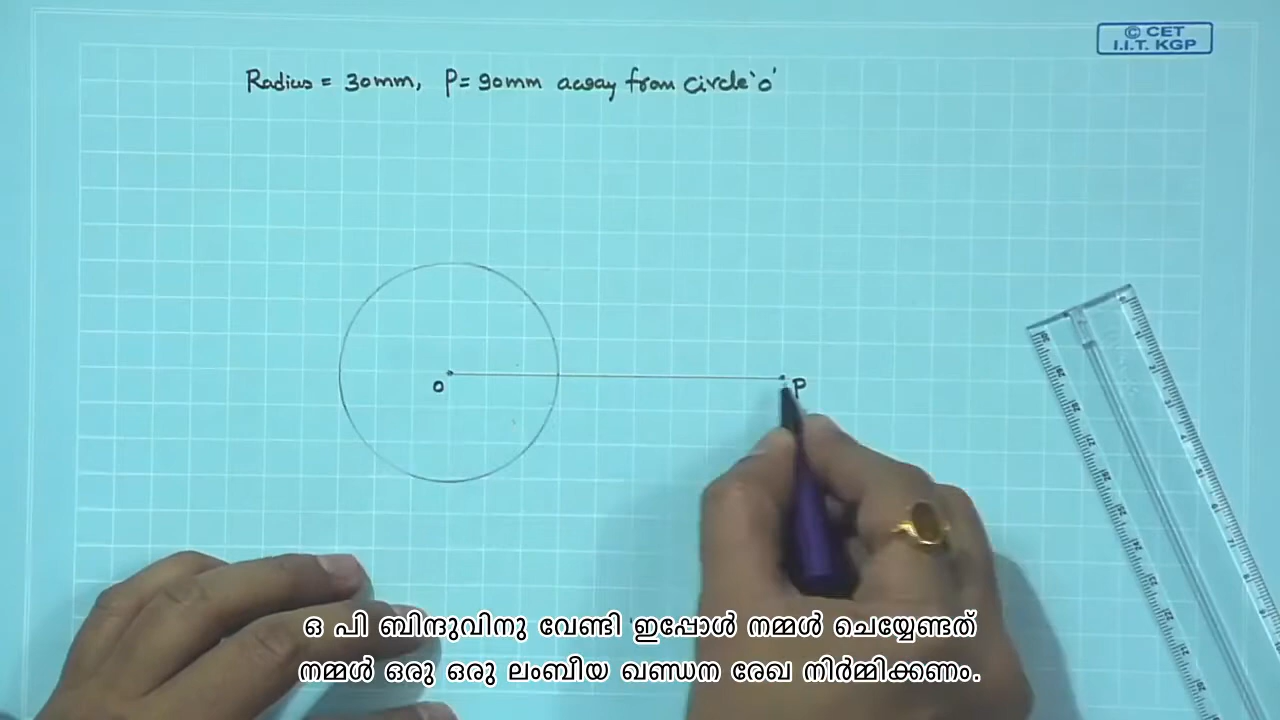 © CET
I.I.T. KGP
Radius = 30mm, P= 90mm away from circle 'o'
O
P
ഒ പി ബിന്ദുവിനു വേണ്ടി ഇപ്പോൾ നമ്മൾ ചെയ്യേണ്ടത്
നമ്മൾ ഒരു ഒരു ലംബീയ ഖണ്ഡന രേഖ നിർമ്മിക്കണം.